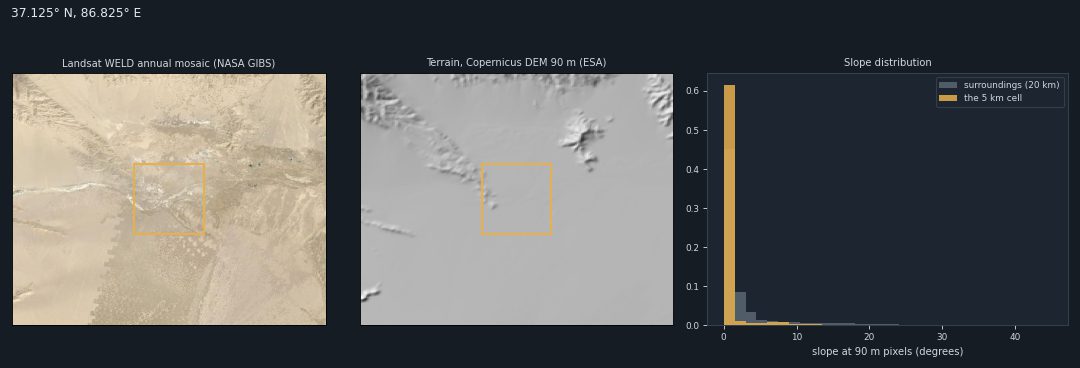 37.125° N, 86.825° E
Landsat WELD annual mosaic (NASA GIBS)
Terrain, Copernicus DEM 90 m (ESA)
Slope distribution
surroundings (20 km)
the 5 km cell
0.6
0.5
0.4
0.3
0.2
0.1
0.0
0 10 20 30 40
slope at 90 m pixels (degrees)